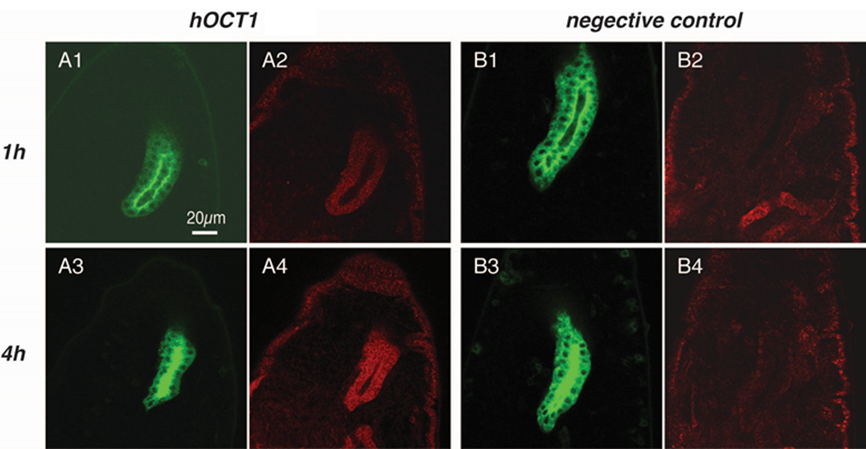 hOCT1 negective control
A1 A2 B1 B2
1h
20µm
A3 A4 B3 B4
4h